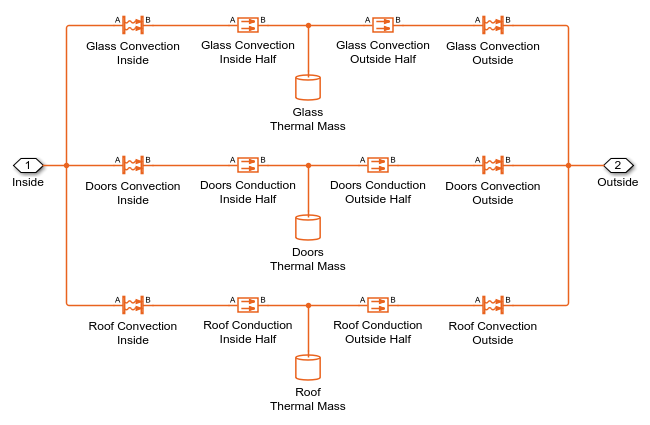 A B A B A B A B
Glass Convection Inside
Glass Convection Inside Half
Glass Convection Outside Half
Glass Convection Outside
Glass
Thermal Mass
1
Inside
A B A B A B A B
2
Outside
Doors Convection Inside
Doors Conduction Inside Half
Doors Conduction Outside Half
Doors Convection Outside
Doors
Thermal Mass
A B A B A B A B
Roof Convection Inside
Roof Conduction Inside Half
Roof Conduction Outside Half
Roof Convection Outside
Roof
Thermal Mass